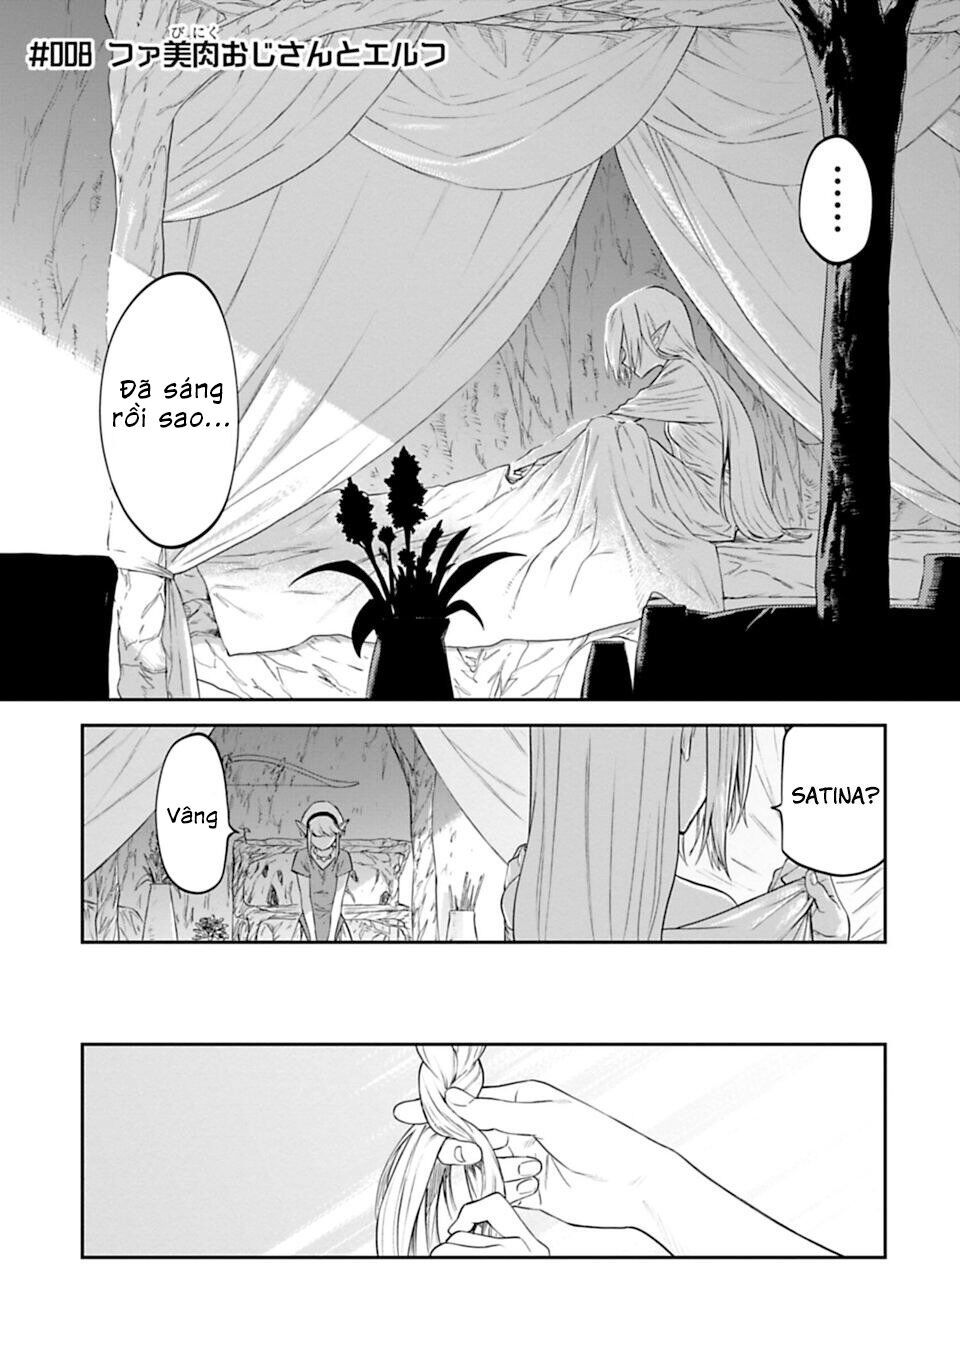 #008 ファ美肉おじさんとエルフ
びにく
......
Đã sáng
rồi sao...
SATINA?
Vâng